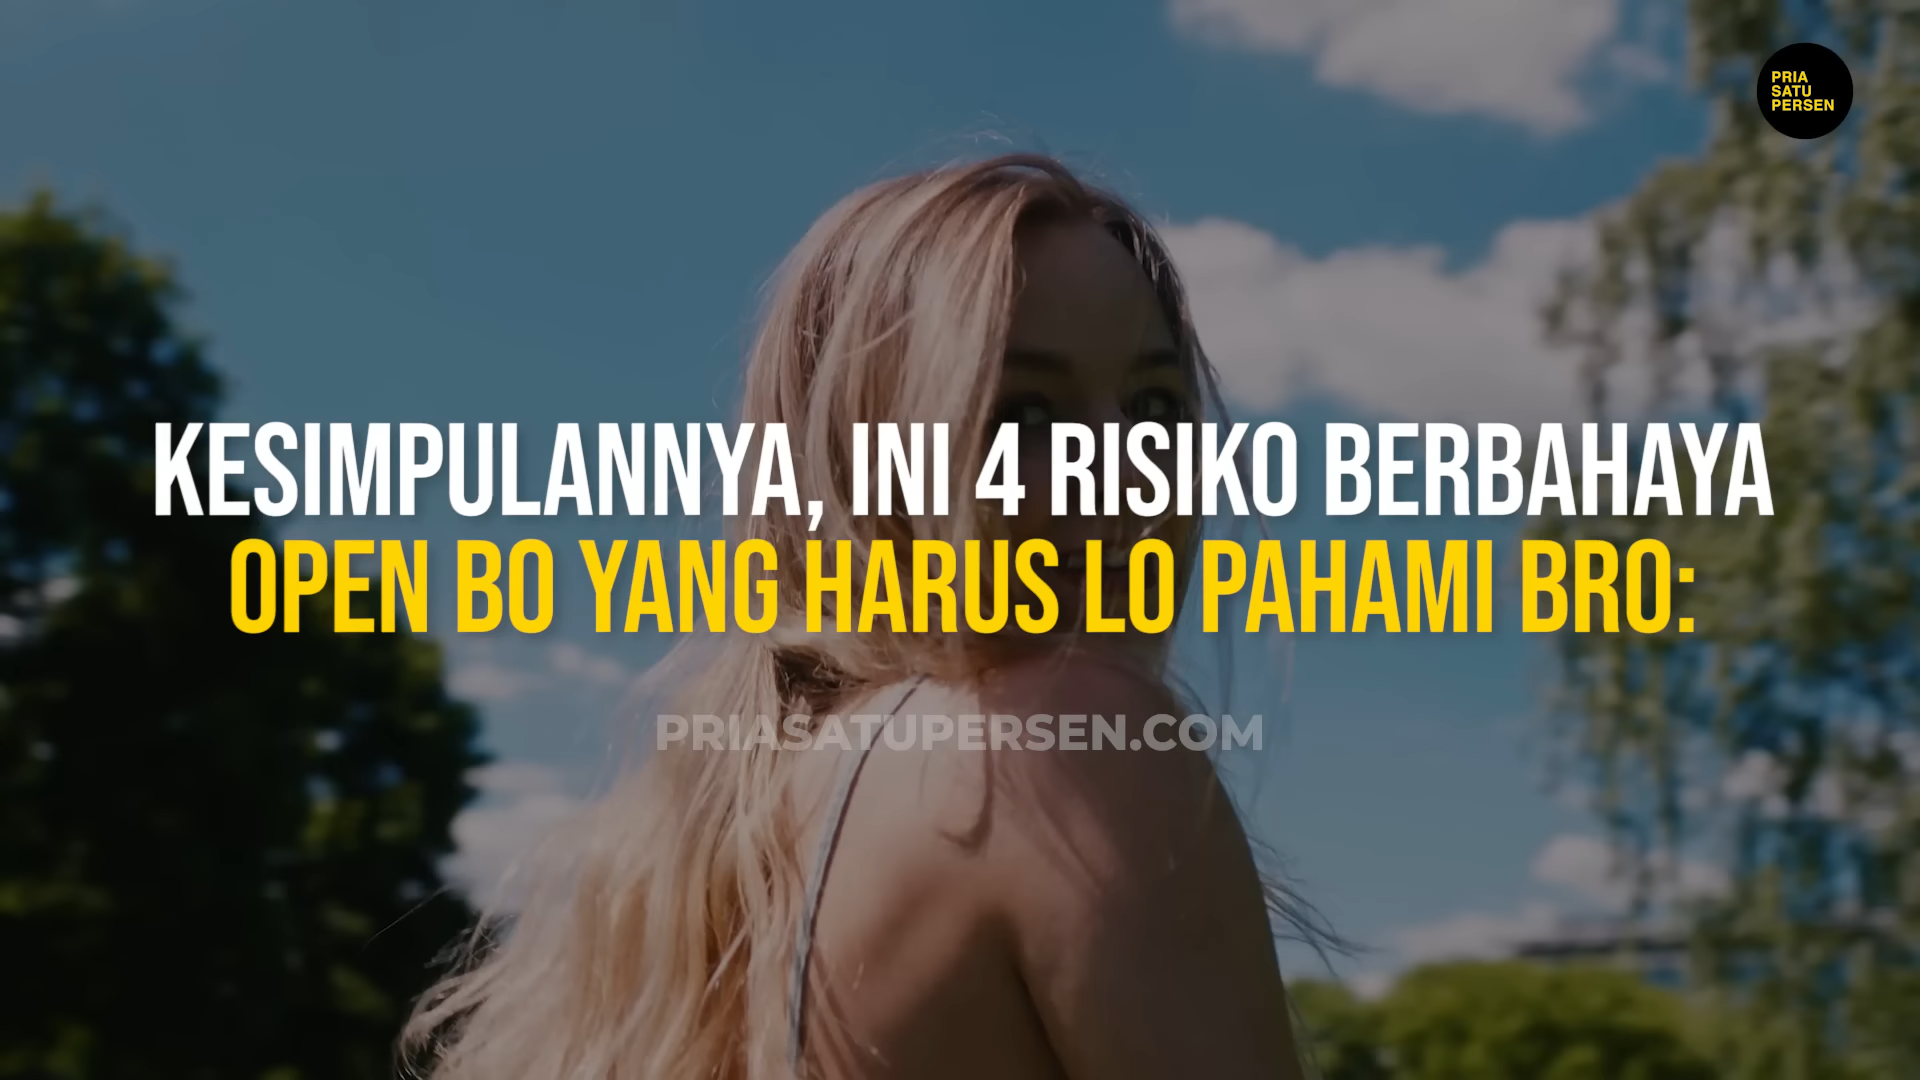 PRIA
SATU
PERSEN
KESIMPULANNYA, INI 4 RISIKO BERBAHAYA
OPEN BO YANG HARUS LO PAHAMI BRO:
PRIASATUPERSEN.COM